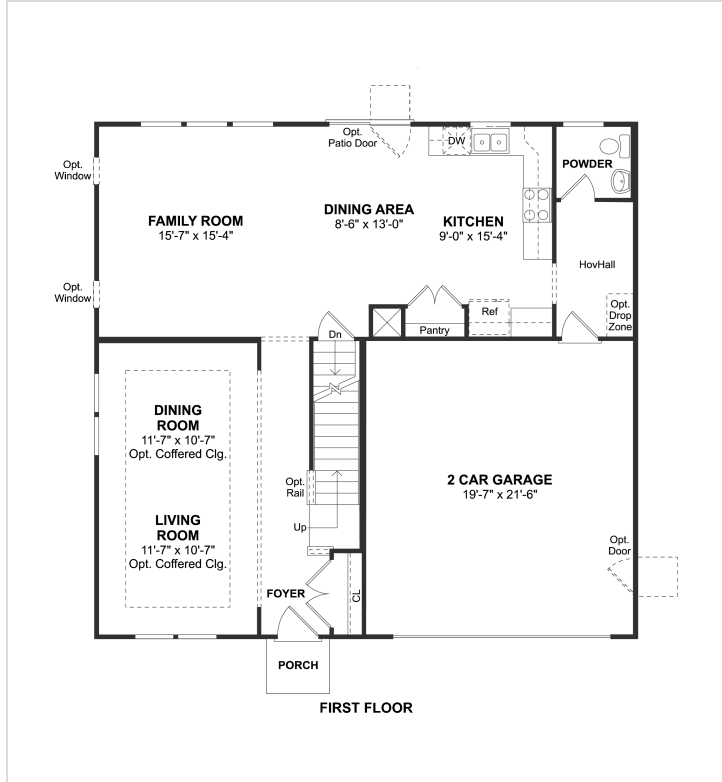 Opt.
Patio Door
DW
POWDER
Opt.
Window
FAMILY ROOM
15'-7" x 15'-4"
DINING AREA
8'-6" x 13'-0"
KITCHEN
9'-0" x 15'-4"
HovHall
Opt.
Window
Opt.
Drop
Zone
Dn
Pantry
Ref
DINING
ROOM
11'-7" x 10'-7"
Opt. Coffered Clg.
Opt.
Rail
2 CAR GARAGE
19'-7" x 21'-6"
LIVING
ROOM
11'-7" x 10'-7"
Opt. Coffered Clg.
Up
Opt.
Door
FOYER
CL
PORCH
FIRST FLOOR